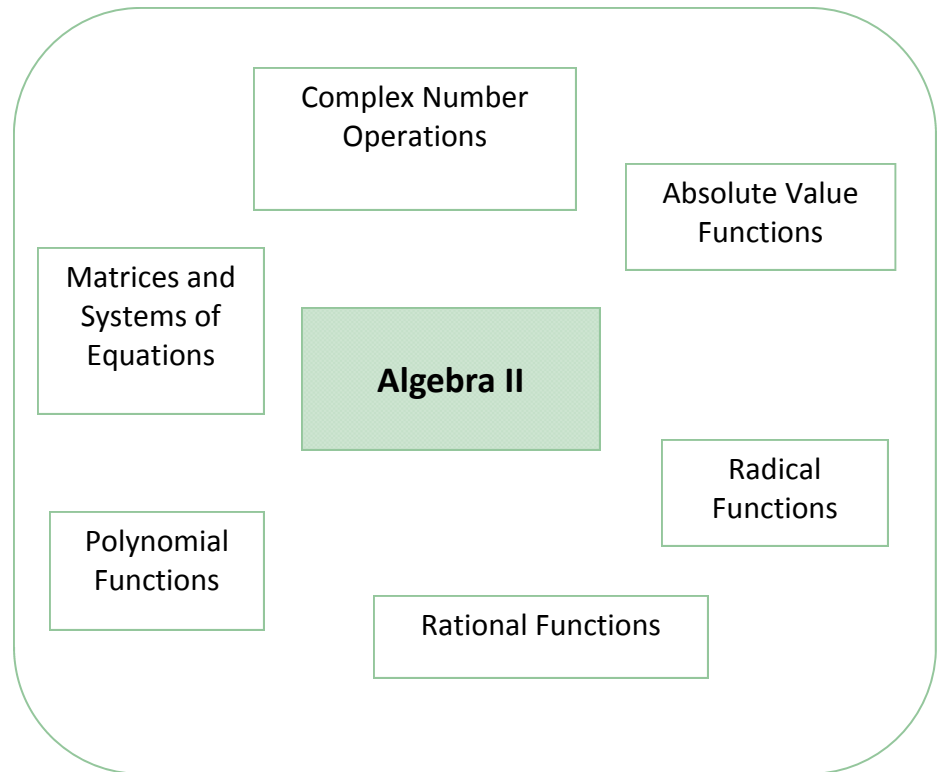 Complex Number
Operations
Absolute Value
Functions
Matrices and
Systems of
Equations
Algebra II
Radical
Functions
Polynomial
Functions
Rational Functions